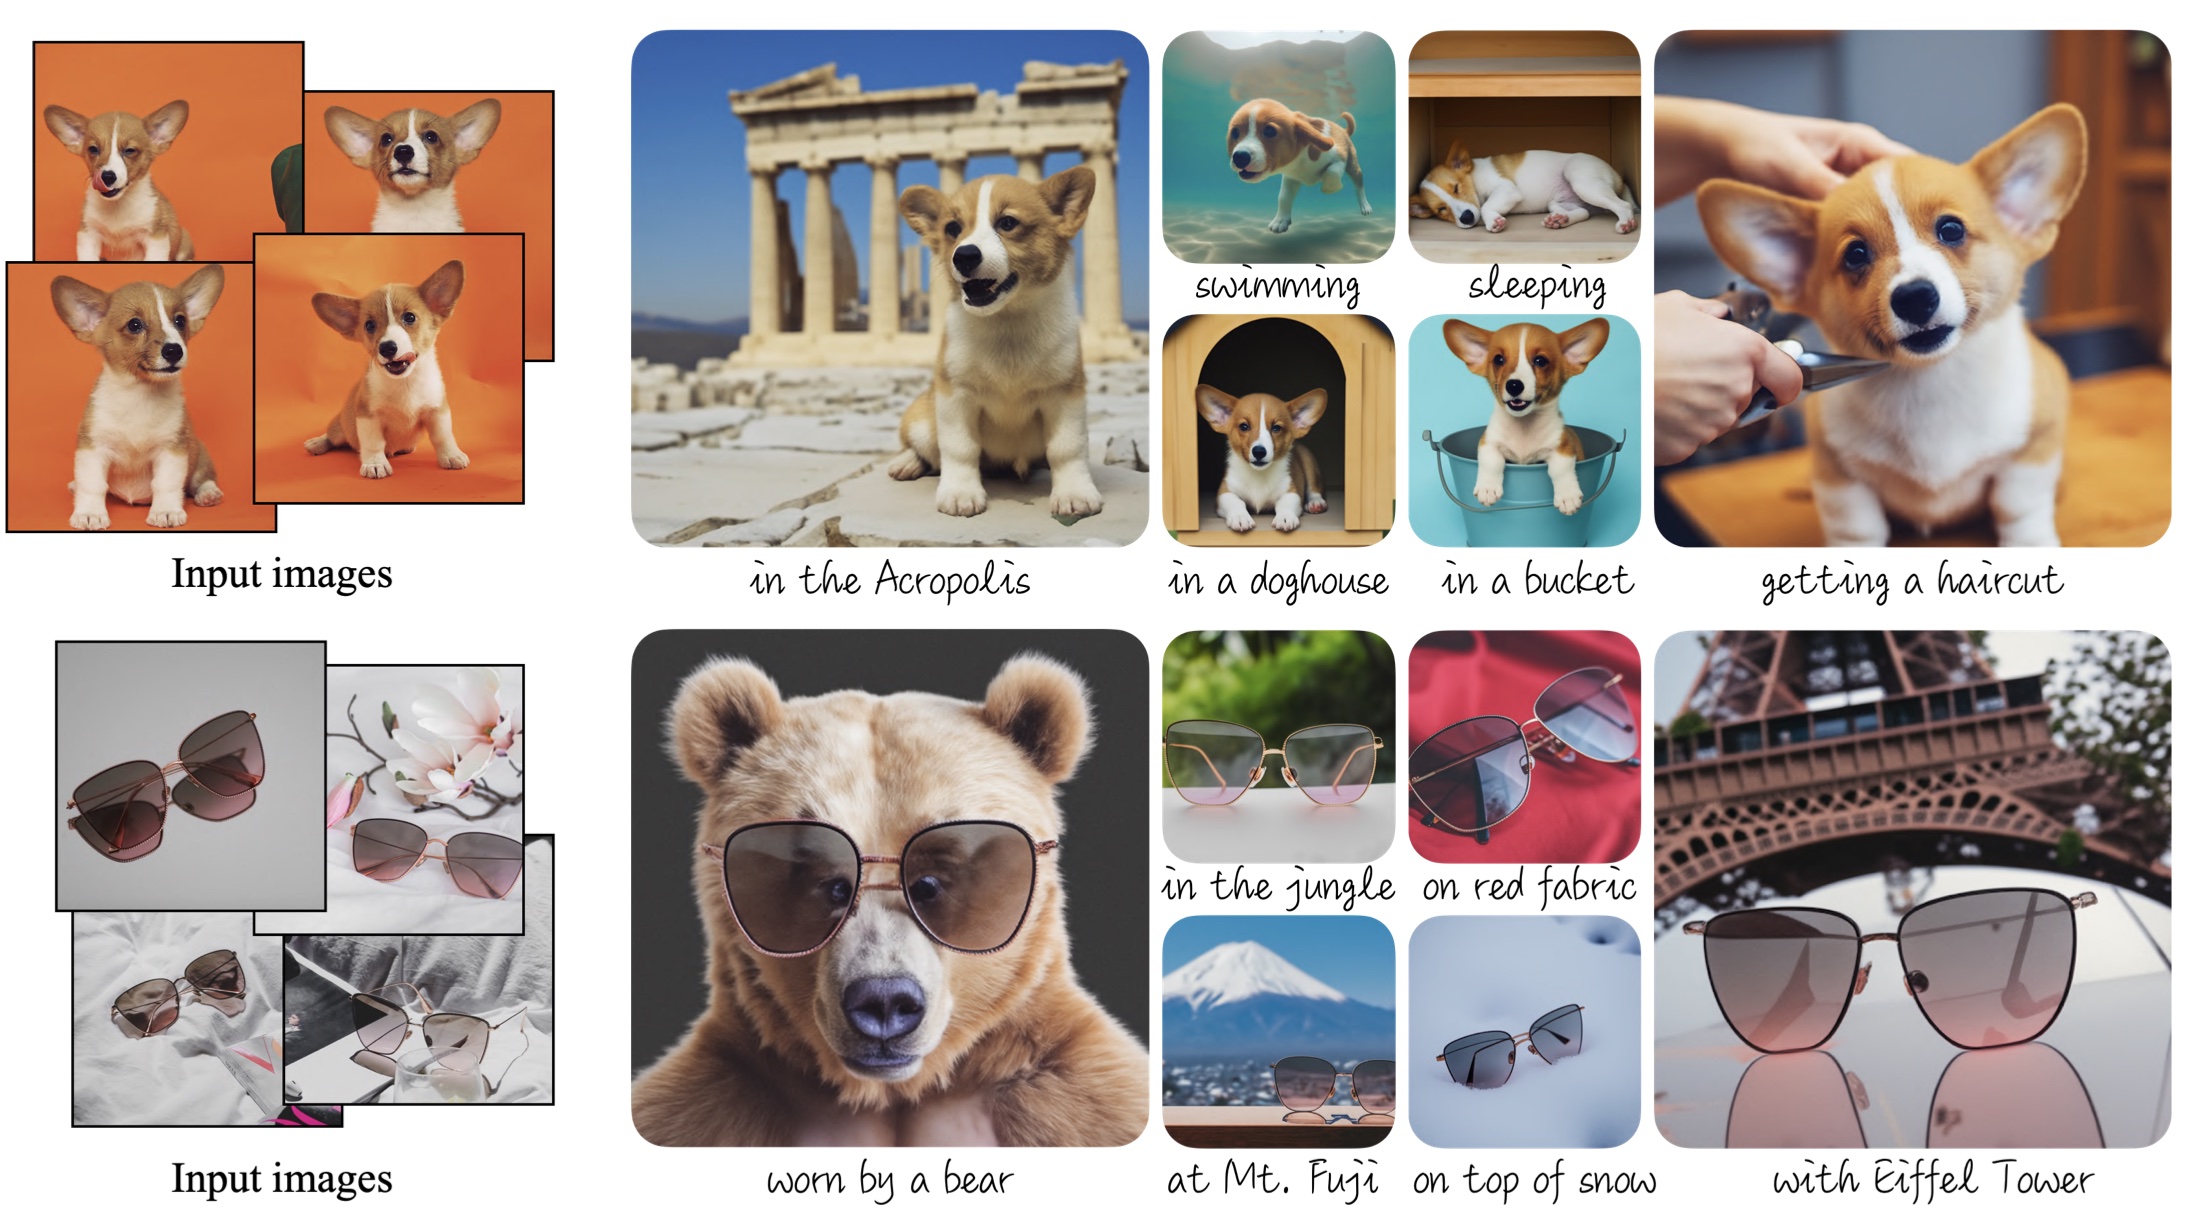 swimming
sleeping
Input images
in the Acropolis
in a doghouse
in a bucket
getting a haircut
in the jungle
on red fabric
Input images
worn by a bear
at Mt. Fuji
on top of snow
with Eiffel Tower